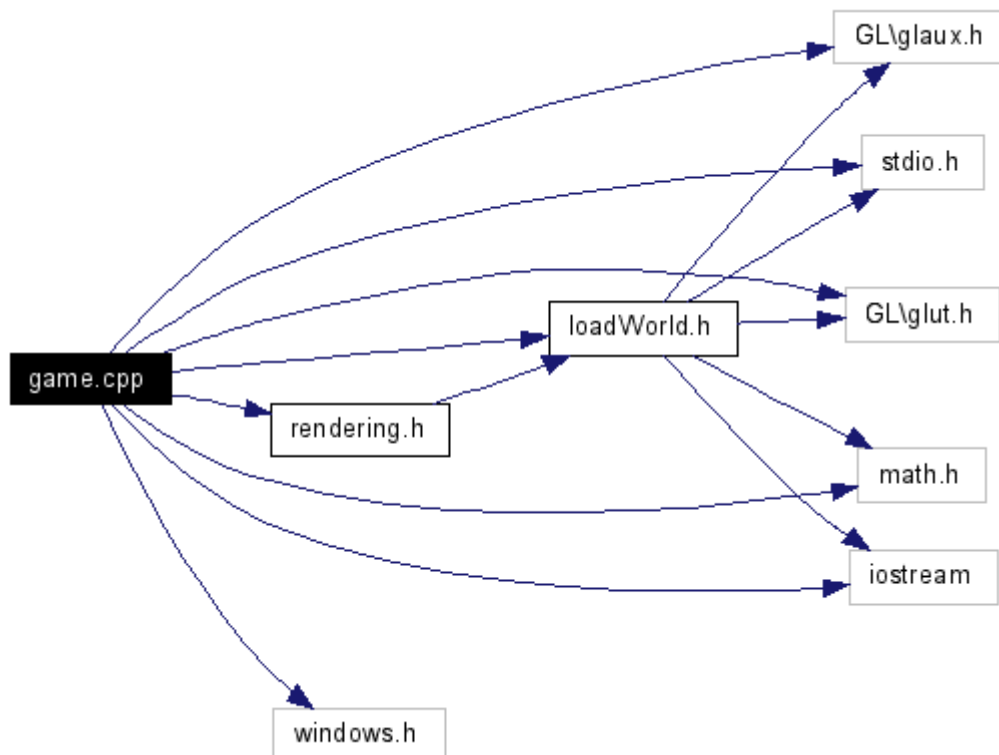 GL\glaux.h
stdio.h
GL\glut.h
loadWorld.h
game.cpp
rendering.h
math.h
iostream
windows.h